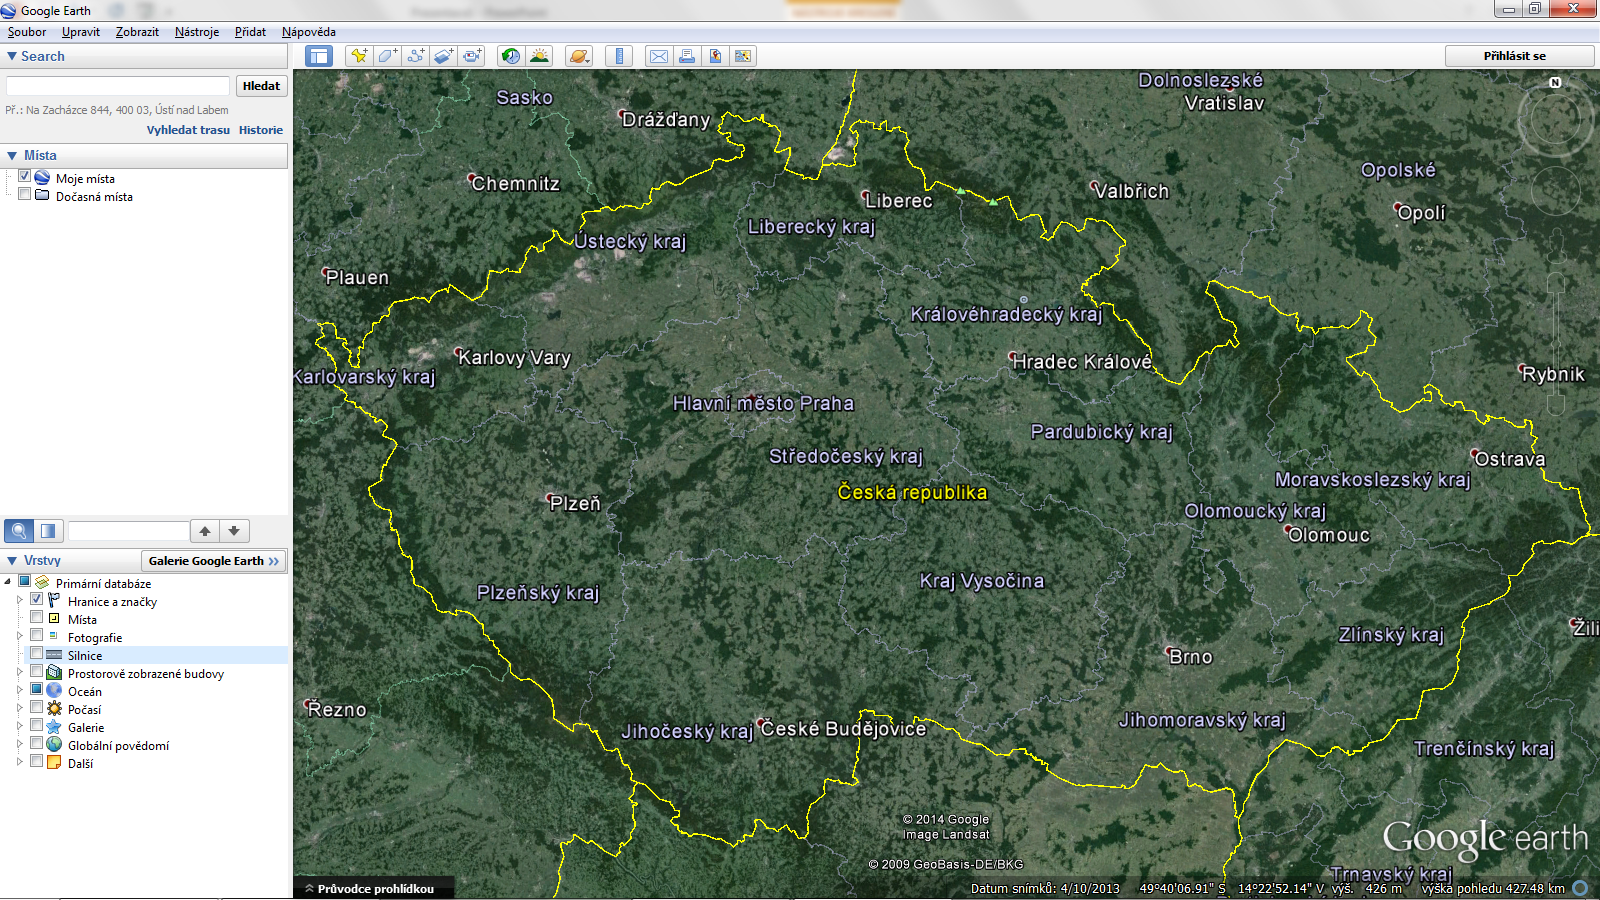 Google Earth
Soubor Upravit Zobrazit Nástroje Přidat Nápověda
Search
Přihlásit se
Hledat
Př.: Na Zacházce 844, 400 03, Ústí nad Labem
Vyhledat trasu Historie
Místa
Moje místa
Dočasná místa
Vrstvy
Galerie Google Earth »
Primární databáze
Hranice a značky
Místa
Fotografie
Silnice
Prostorově zobrazené budovy
Oceán
Počasí
Galerie
Globální povědomí
Další
N
Dolnoslezské
Sasko
Vratislav
Drážďany
Opolské
Chemnitz
Valbřich
Liberec
Opolí
Liberecký kraj
Ústecký kraj
Plauen
Královéhradecký kraj
Karlovy Vary
Hradec Králové
Rybnik
Karlovarský kraj
Hlavní město Praha
Pardubický kraj
Středočeský kraj
Ostrava
Moravskoslezský kraj
Česká republika
Plzeň
Olomoucký kraj
Olomouc
Kraj Vysočina
Plzeňský kraj
Žili
Zlínský kraj
Brno
Řezno
Jihomoravský kraj
Jihočeský kraj
České Budějovice
Trenčínský kraj
© 2014 Google
Image Landsat
Google earth
© 2009 GeoBasis-DE/BKG
Trnavský kraj
Průvodce prohlídkou
Datum snímků: 4/10/2013 49°40'06.91" S 14°22'52.14" V výš. 426 m výška pohledu 427.48 km